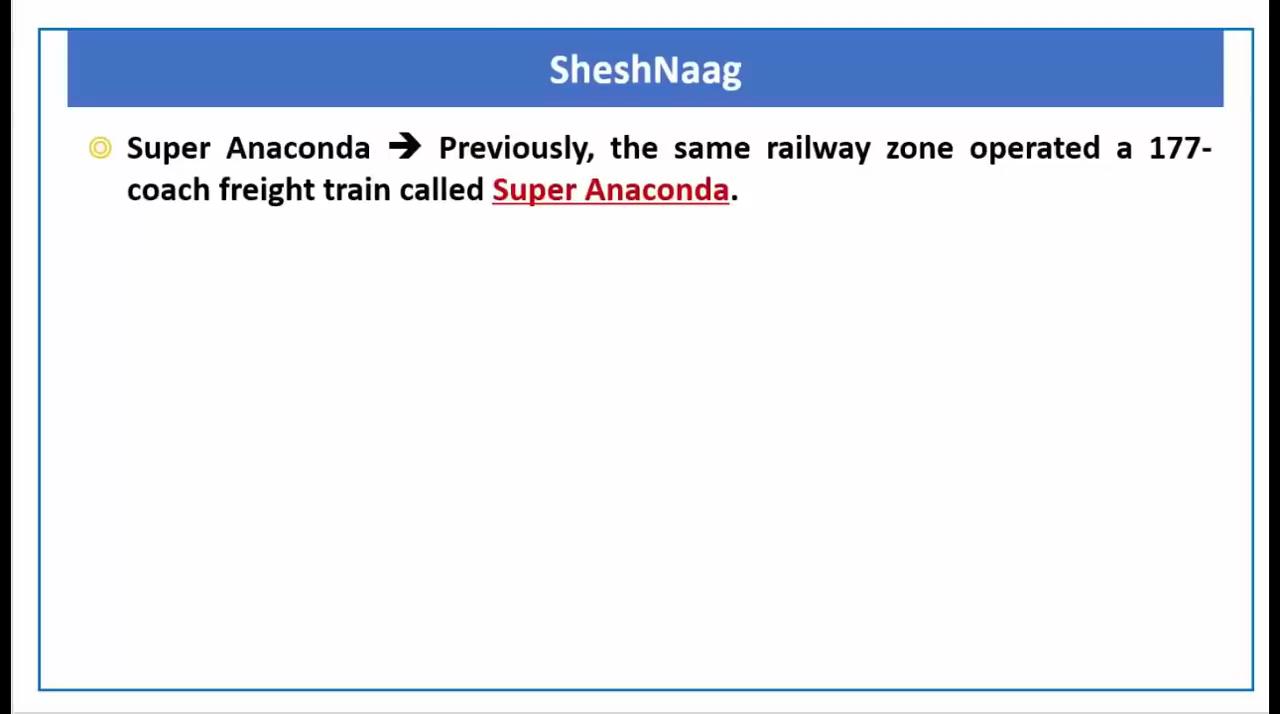 SheshNaag
Super Anaconda ➔ Previously, the same railway zone operated a 177-
coach freight train called Super Anaconda.